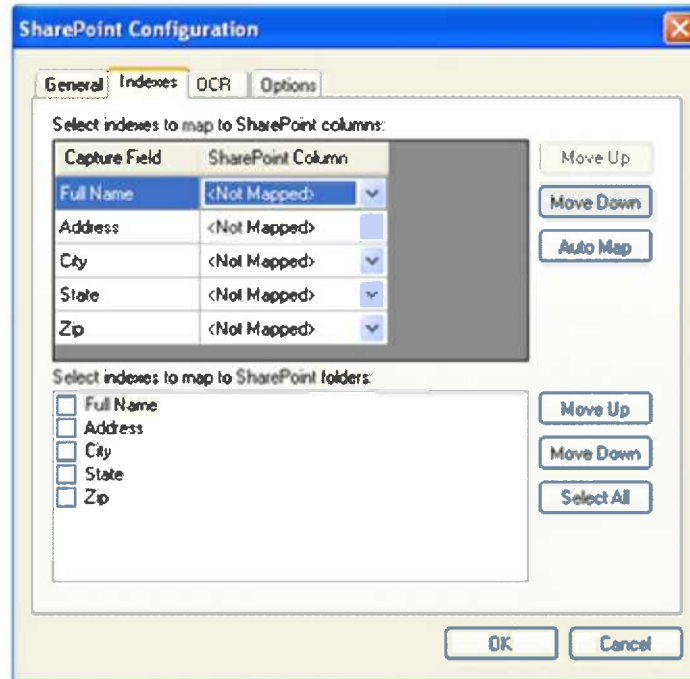 SharePoint Configuration
General Indexes OCR Options
Select indexes to map to SharePoint columns:
Capture Field SharePoint Column
Move Up
Full Name <Not Mapped>
Move Down
Address <Not Mapped>
Auto Map
City <Not Mapped>
State <Not Mapped>
Zip <Not Mapped>
Select indexes to map to SharePoint folders:
Full Name
Move Up
Address
City
Move Down
State
Zip
Select All
OK Cancel